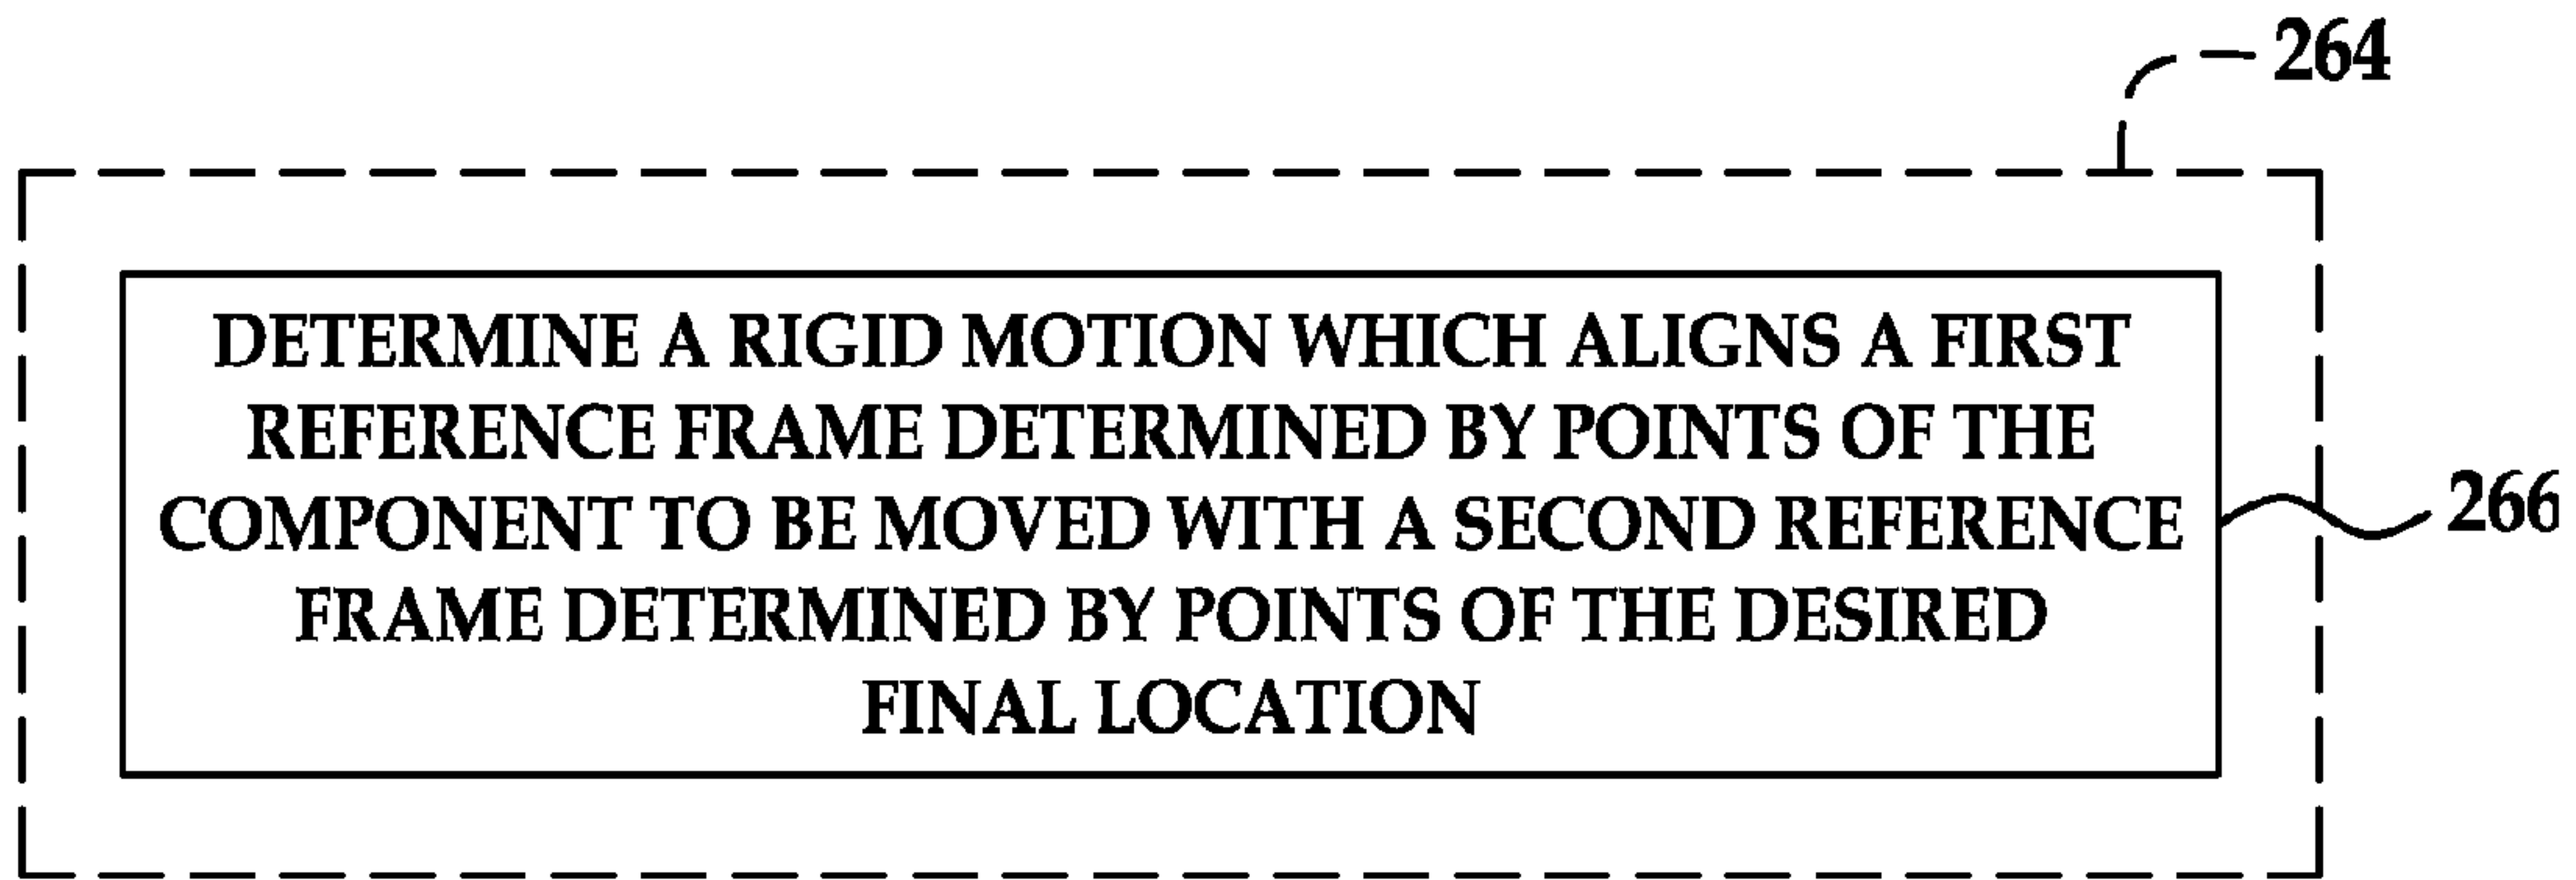 264
DETERMINE A RIGID MOTION WHICH ALIGNS A FIRST
REFERENCE FRAME DETERMINED BY POINTS OF THE
COMPONENT TO BE MOVED WITH A SECOND REFERENCE
FRAME DETERMINED BY POINTS OF THE DESIRED
FINAL LOCATION
266